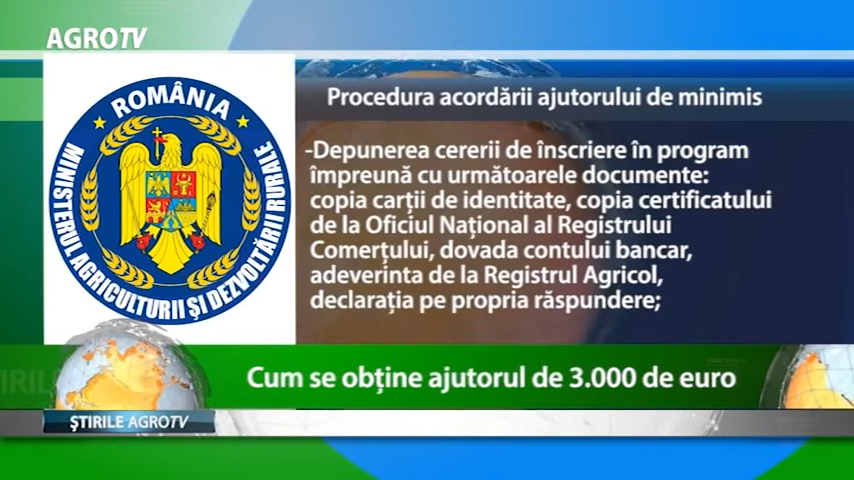 AGROTV
ROMÂNIA
MINISTERUL AGRICULTURII ȘI DEZVOLTĂRII RURALE
Procedura acordării ajutorului de minimis
-Depunerea cererii de înscriere în program
împreună cu următoarele documente:
copia carții de identitate, copia certificatului
de la Oficiul Național al Registrului
Comerțului, dovada contului bancar,
adeverinta de la Registrul Agricol,
declarația pe propria răspundere;
Cum se obține ajutorul de 3.000 de euro
ȘTIRILE AGROTV